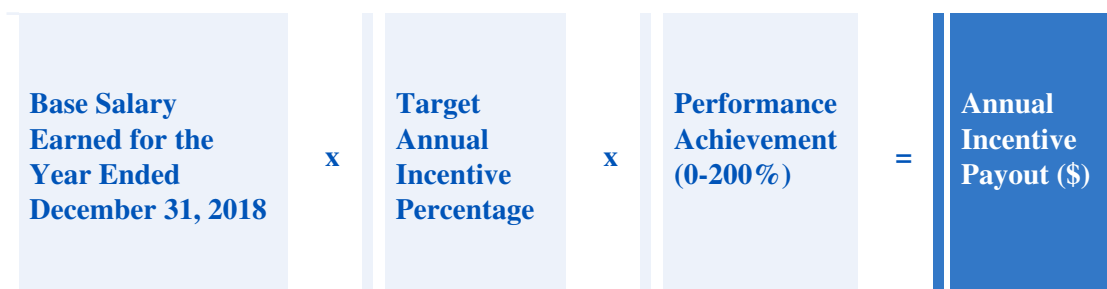 Base Salary
Earned for the
Year Ended
December 31, 2018
x
Target
Annual
Incentive
Percentage
x
Performance
Achievement
(0-200%)
=
Annual
Incentive
Payout ($)